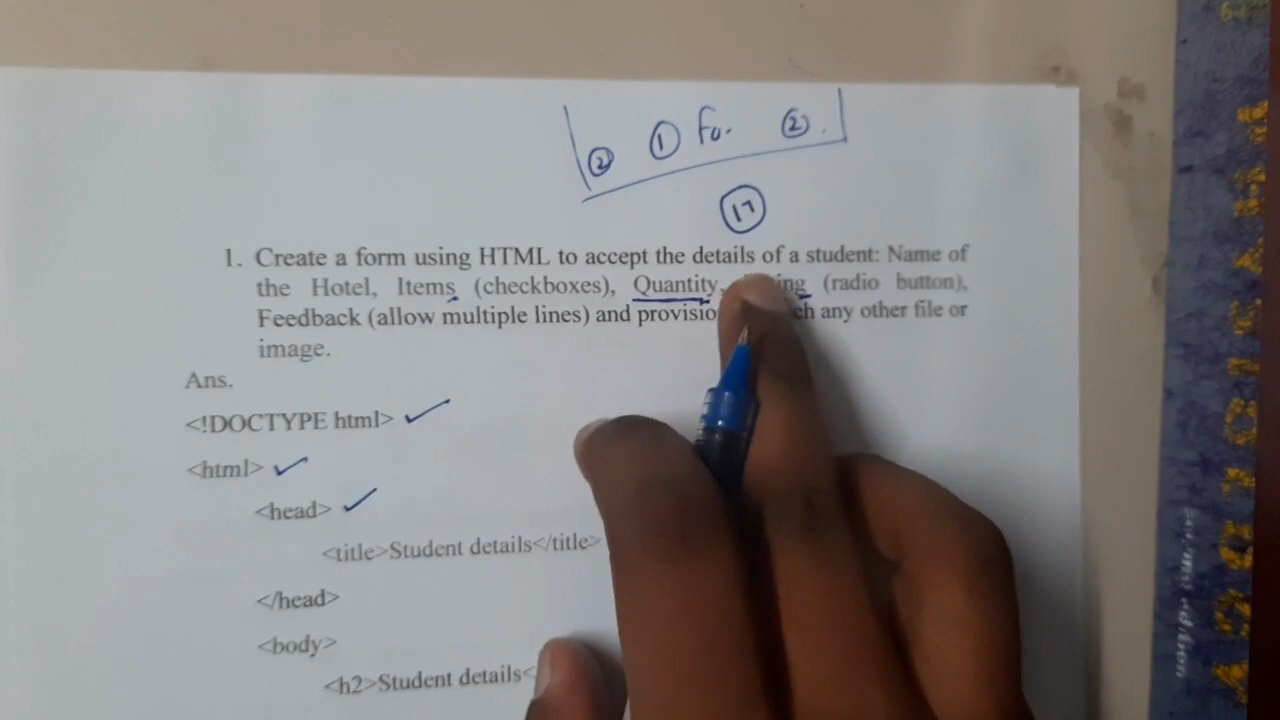 ② ① Fo. ②.
17
1. Create a form using HTML to accept the details of a student: Name of
the Hotel, Items (checkboxes), Quantity, (radio button),
Feedback (allow multiple lines) and any other file or
image.
Ans.
<!DOCTYPE html>
<html>
<head>
<title>Student details</title>
</head>
<body>
<h2>Student details<